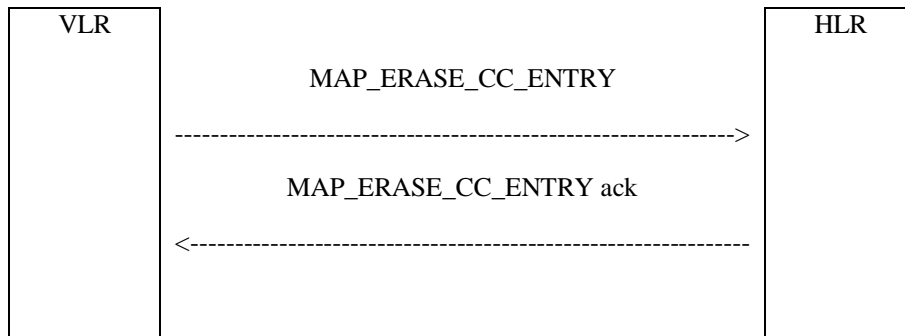 VLR HLR
MAP_ERASE_CC_ENTRY
MAP_ERASE_CC_ENTRY ack